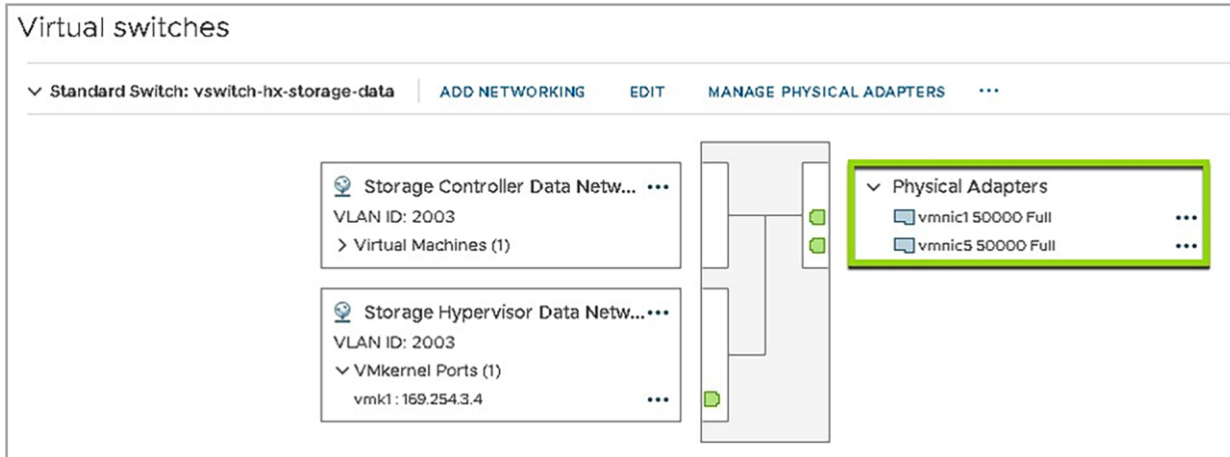 Virtual switches
Standard Switch: vswitch-hx-storage-data ADD NETWORKING EDIT MANAGE PHYSICAL ADAPTERS ...
Storage Controller Data Netw... ...
VLAN ID: 2003
Virtual Machines (1)
Storage Hypervisor Data Netw... ...
VLAN ID: 2003
VMkernel Ports (1)
vmk1 : 169.254.3.4 ...
Physical Adapters
vmnic1 50000 Full ...
vmnic5 50000 Full ...